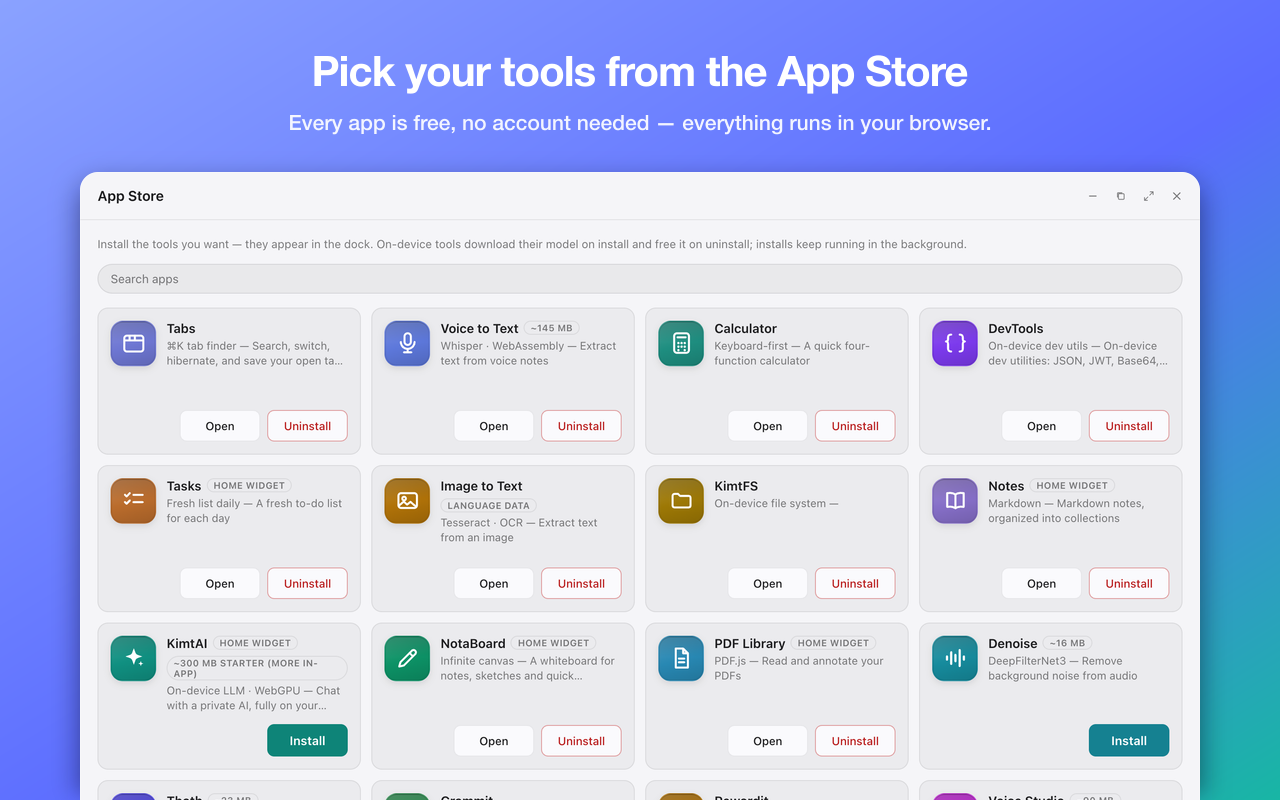 Pick your tools from the App Store
Every app is free, no account needed — everything runs in your browser.
App Store
Install the tools you want — they appear in the dock. On-device tools download their model on install and free it on uninstall; installs keep running in the background.
Search apps
Tabs
⌘K tab finder — Search, switch,
hibernate, and save your open ta...
Open
Uninstall
Voice to Text
~145 MB
Whisper · WebAssembly — Extract
text from voice notes
Open
Uninstall
Calculator
Keyboard-first — A quick four-
function calculator
Open
Uninstall
DevTools
On-device dev utils — On-device
dev utilities: JSON, JWT, Base64,...
Open
Uninstall
Tasks
HOME WIDGET
Fresh list daily — A fresh to-do list
for each day
Open
Uninstall
Image to Text
LANGUAGE DATA
Tesseract · OCR — Extract text
from an image
Open
Uninstall
KimtFS
On-device file system —
Open
Uninstall
Notes
HOME WIDGET
Markdown — Markdown notes,
organized into collections
Open
Uninstall
KimtAI
HOME WIDGET
~300 MB STARTER (MORE IN-
APP)
On-device LLM · WebGPU — Chat
with a private AI, fully on your...
Install
NotaBoard
HOME WIDGET
Infinite canvas — A whiteboard for
notes, sketches and quick...
Open
Uninstall
PDF Library
HOME WIDGET
PDF.js — Read and annotate your
PDFs
Open
Uninstall
Denoise
~16 MB
DeepFilterNet3 — Remove
background noise from audio
Install